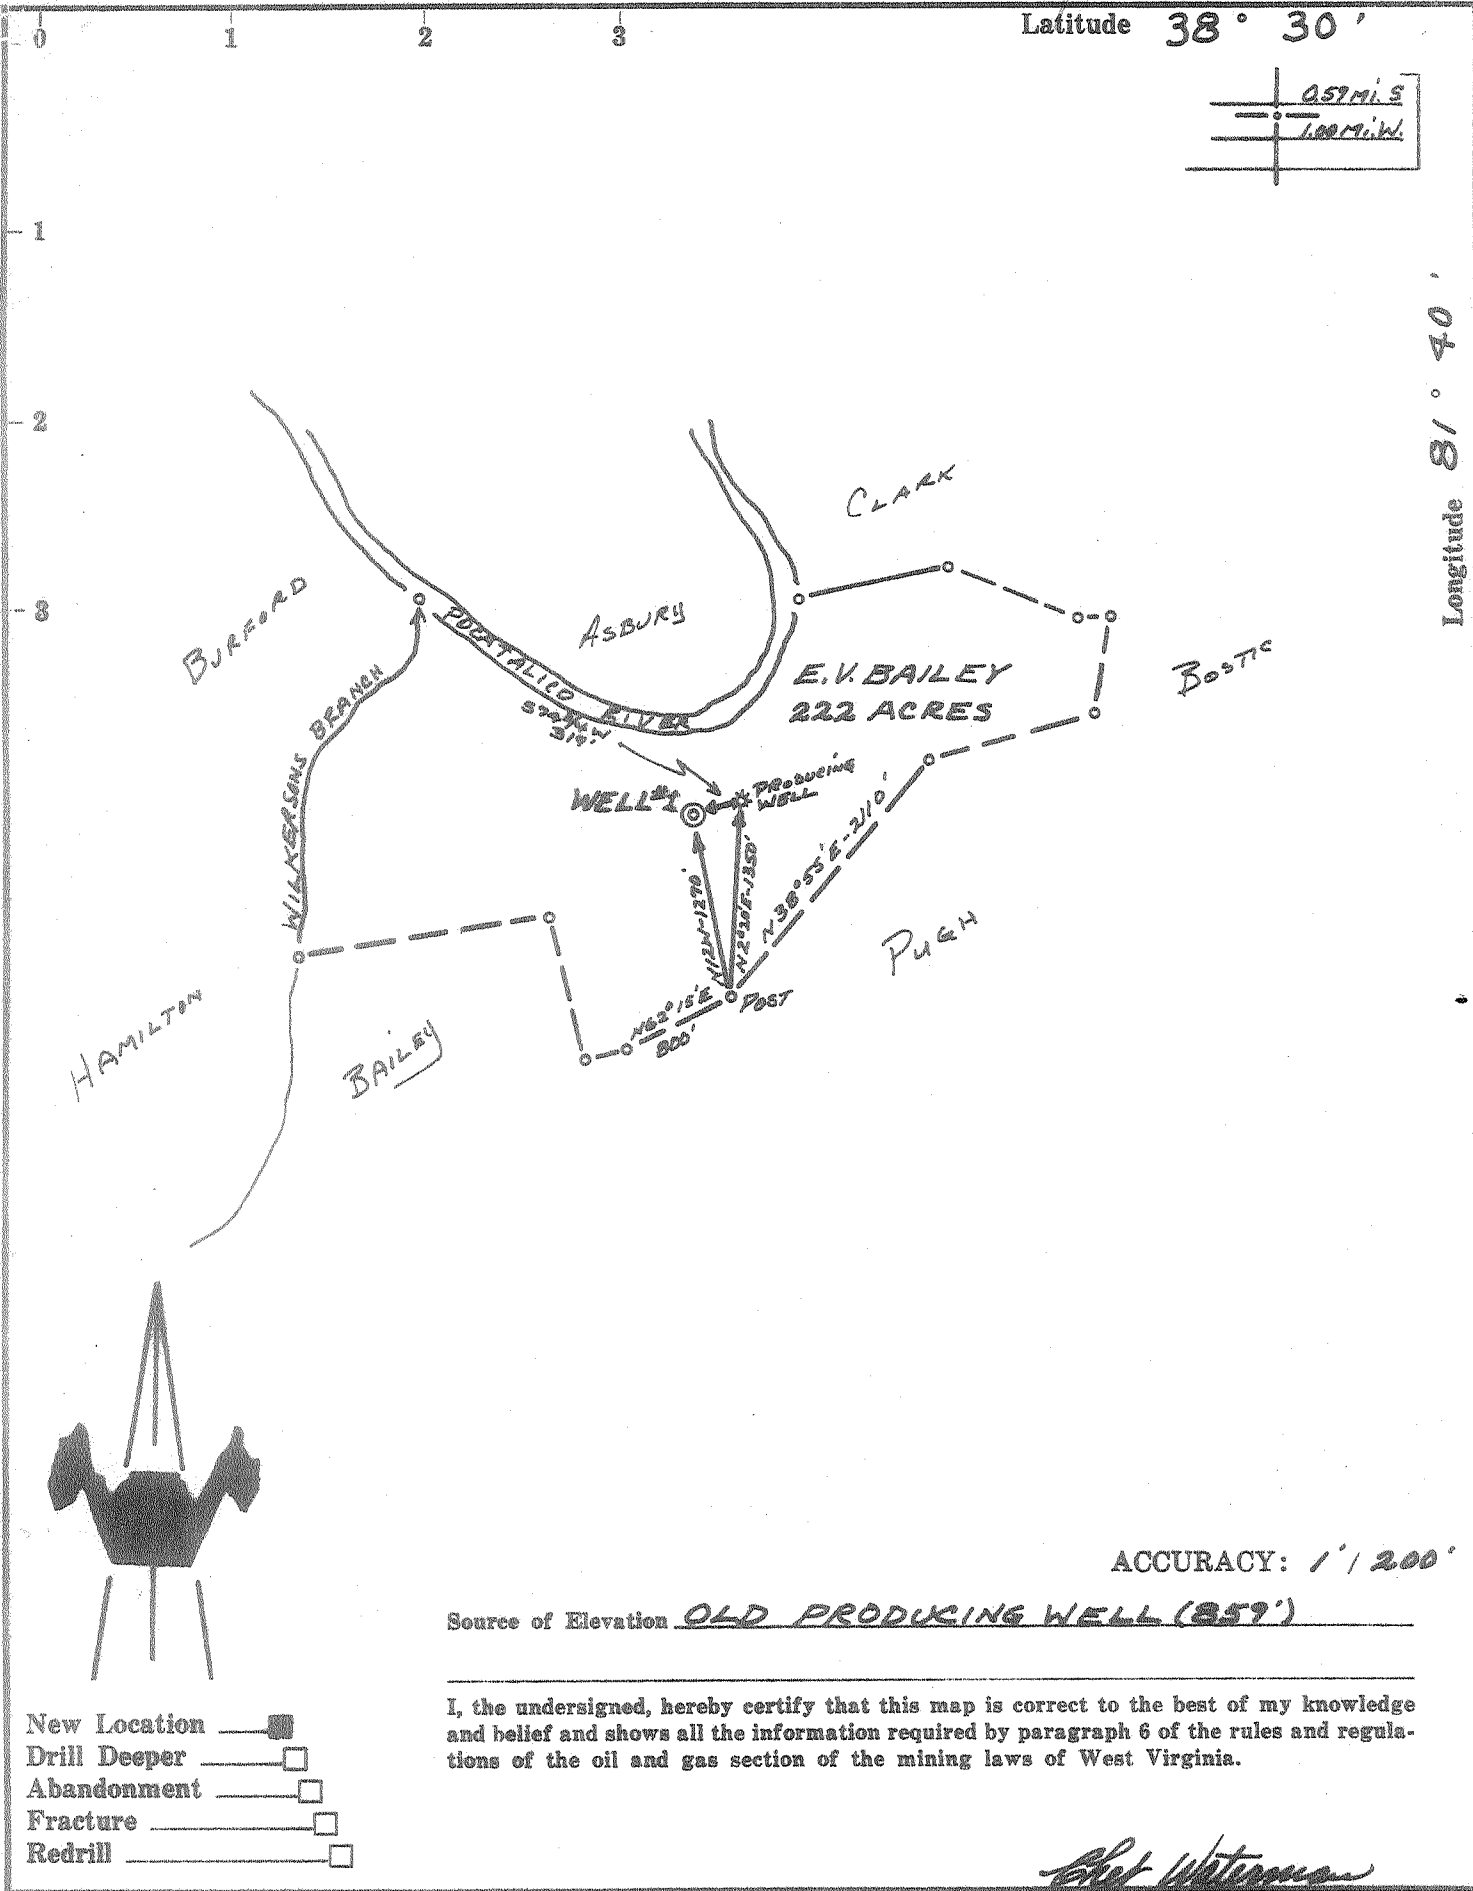 0 1 2 3 Latitude 38° 30'
0.59 Mi. S
1.00 Mi. W.
1
2
3
Longitude 81° 40'
CLARK
BURFORD
ASBURY
POCATALICO RIVER
E.V. BAILEY
222 ACRES
BOSTIC
WILKERSONS BRANCH
WELL #1
PRODUCING
WELL
N12W-1270'
N2°20'E-1350'
N38°55'E-2110'
PUGH
POST
N62°15'E
800'
HAMILTON
BAILEY
ACCURACY: 1'/200'
Source of Elevation OLD PRODUCING WELL (859')
I, the undersigned, hereby certify that this map is correct to the best of my knowledge
and belief and shows all the information required by paragraph 6 of the rules and regula-
tions of the oil and gas section of the mining laws of West Virginia.
New Location
Drill Deeper
Abandonment
Fracture
Redrill
Chet Waterman